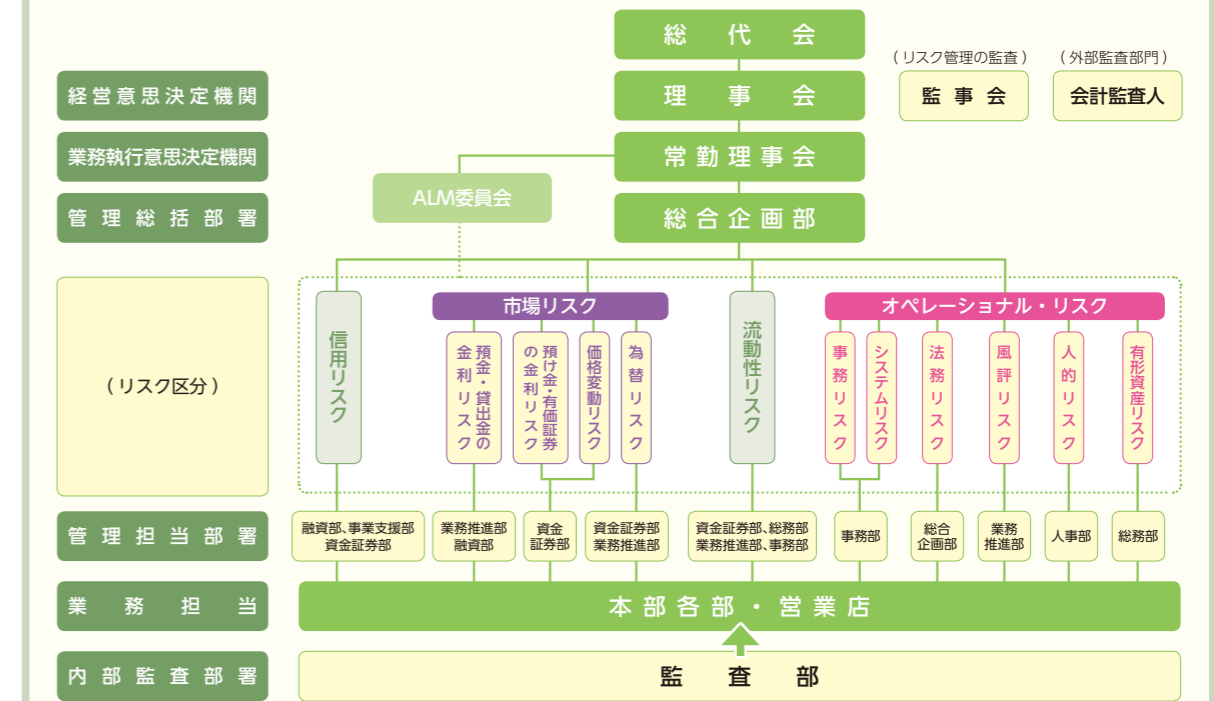 総代会
(リスク管理の監査)
(外部監査部門)
経営意思決定機関
理事会
監事会
会計監査人
業務執行意思決定機関
常勤理事会
ALM委員会
管理総括部署
総合企画部
(リスク区分)
信用リスク
市場リスク
預金・貸出金の
金利リスク
預け金・有価証券
の金利リスク
価格変動リスク
為替リスク
流動性リスク
オペレーショナル・リスク
事務リスク
システムリスク
法務リスク
風評リスク
人的リスク
有形資産リスク
管理担当部署
融資部、事業支援部
資金証券部
業務推進部
融資部
資金
証券部
資金証券部
業務推進部
資金証券部、総務部
業務推進部、事務部
事務部
総合
企画部
業務
推進部
人事部
総務部
業務担当
本部各部・営業店
内部監査部署
監査部